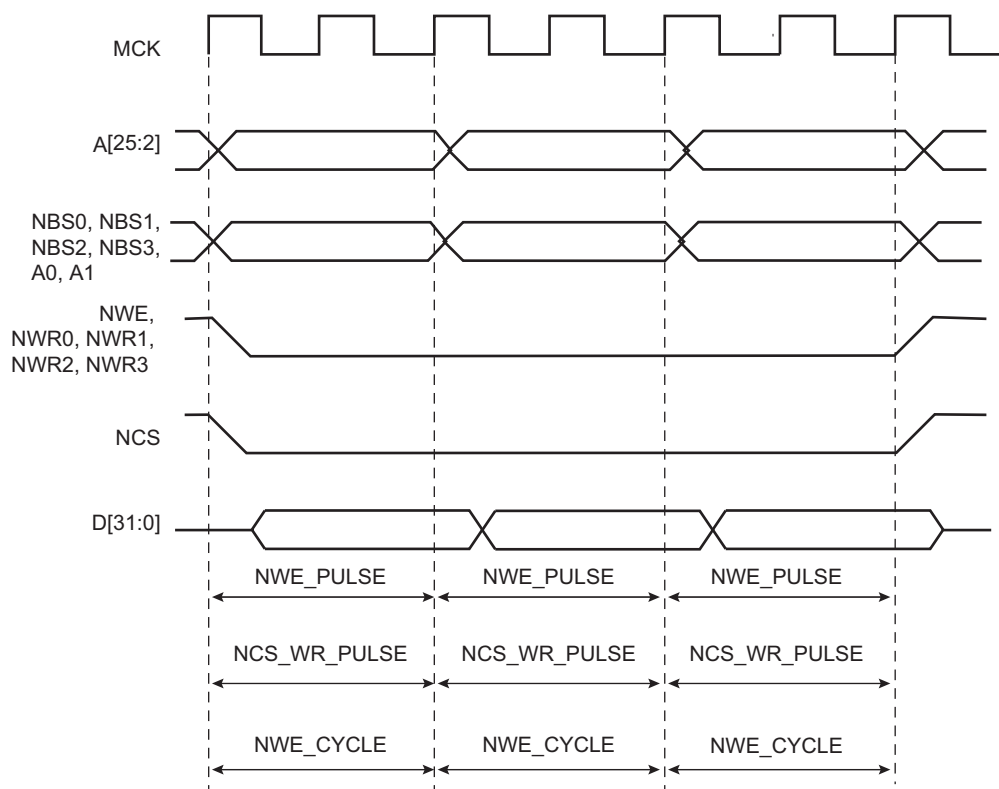 MCK
A[25:2]
NBS0, NBS1,
NBS2, NBS3,
A0, A1
NWE,
NWR0, NWR1,
NWR2, NWR3
NCS
D[31:0]
NWE_PULSE NWE_PULSE NWE_PULSE
NCS_WR_PULSE NCS_WR_PULSE NCS_WR_PULSE
NWE_CYCLE NWE_CYCLE NWE_CYCLE